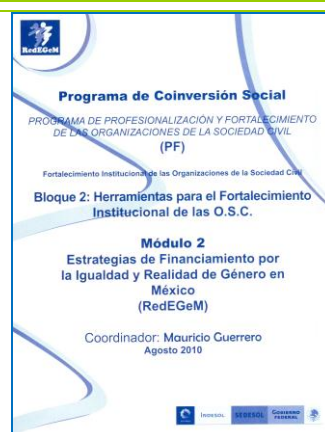 RedEGeM
Programa de Coinversión Social
PROGRAMA DE PROFESIONALIZACIÓN Y FORTALECIMIENTO
DE LAS ORGANIZACIONES DE LA SOCIEDAD CIVIL
(PF)
Fortalecimiento Institucional de las Organizaciones de la Sociedad Civil
Bloque 2: Herramientas para el Fortalecimiento
Institucional de las O.S.C.
Módulo 2
Estrategias de Financiamiento por
la Igualdad y Realidad de Género en
México
(RedEGeM)
Coordinador: Mauricio Guerrero
Agosto 2010
INDESOL SEDESOL GOBIERNO
FEDERAL